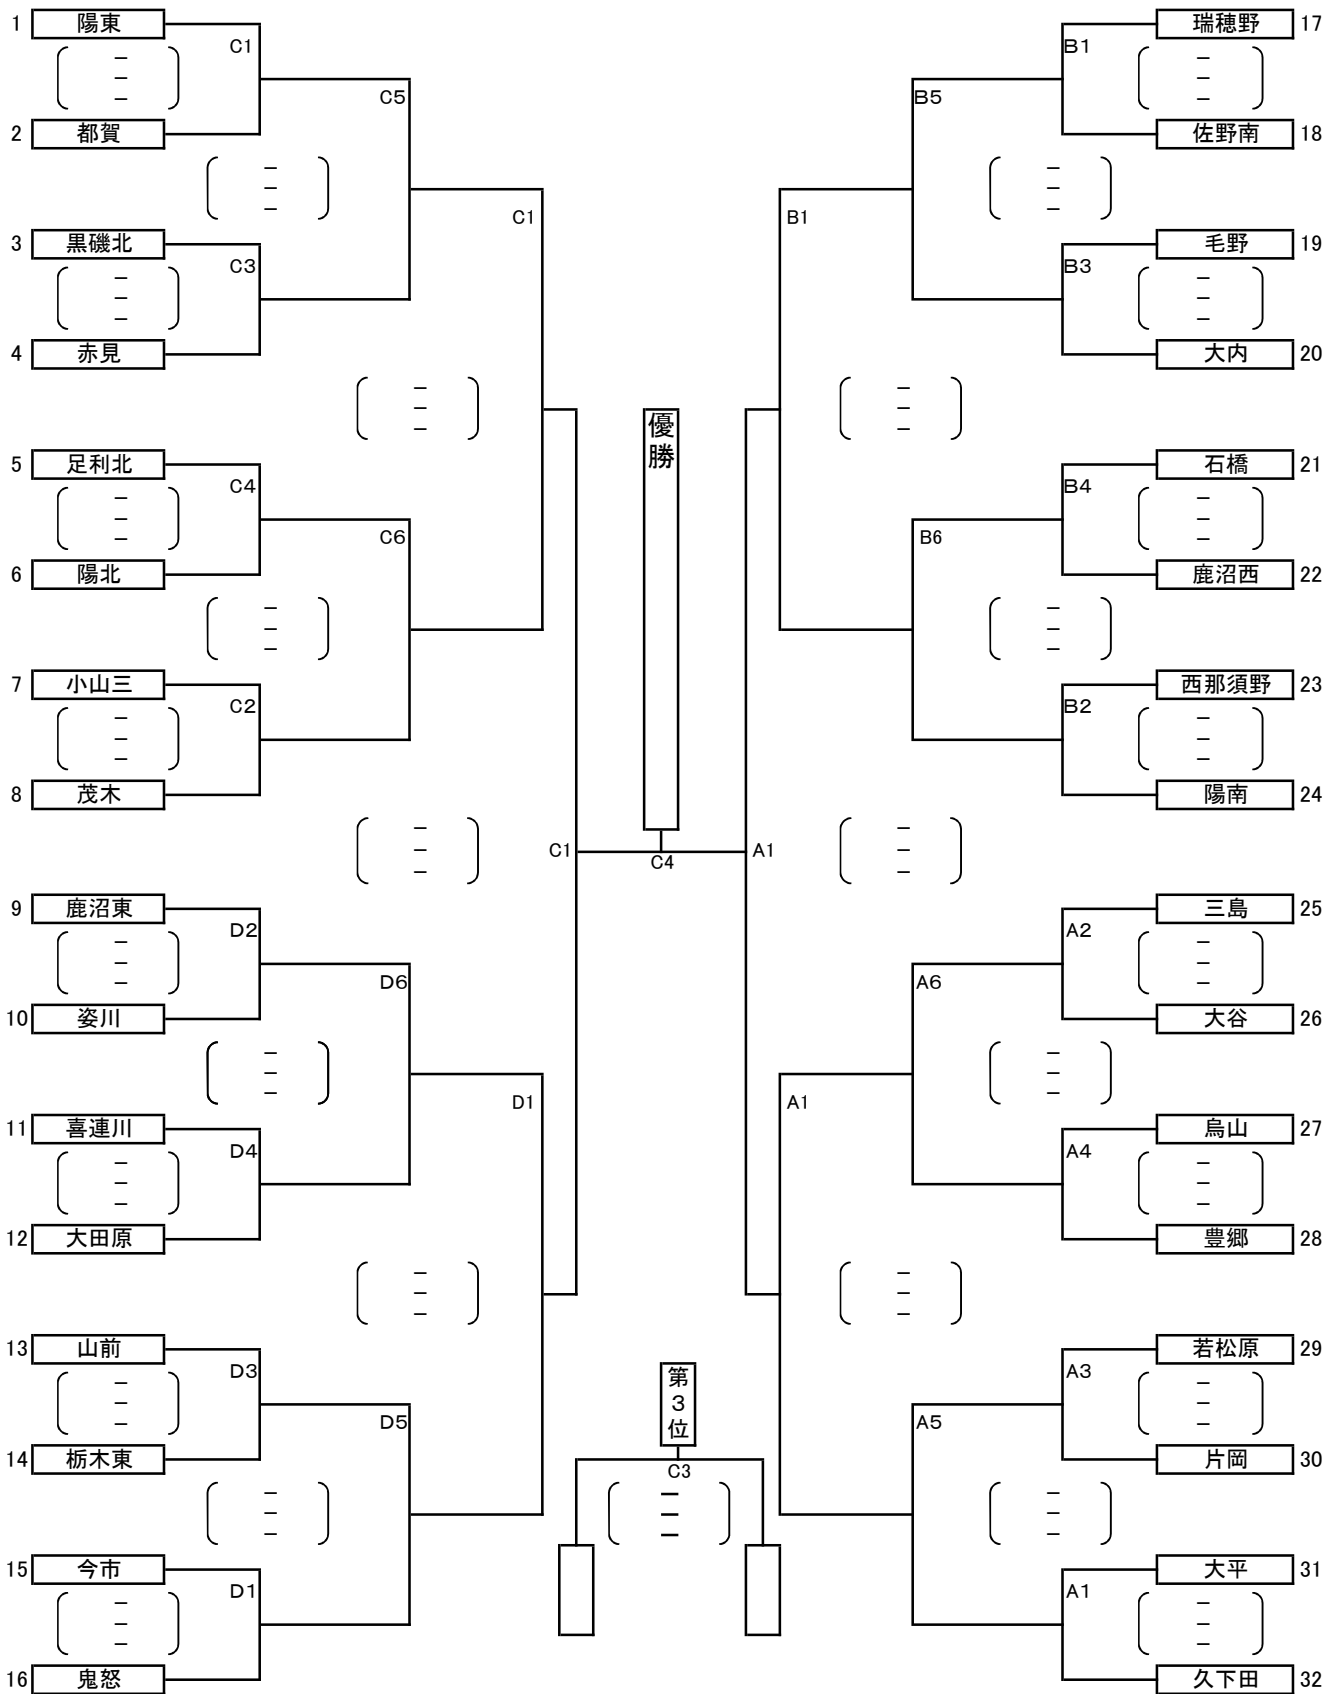 1 陽東 瑞穂野 17
C1 B1
－ －
－ －
－ －
C5 B5
2 都賀 佐野南 18
－ －
－ －
－ －
C1 B1
3 黒磯北 毛野 19
C3 B3
－ －
－ －
－ －
4 赤見 大内 20
－ －
－ －
－ －
優勝
5 足利北 石橋 21
C4 B4
－ －
－ －
－ －
C6 B6
6 陽北 鹿沼西 22
－ －
－ －
－ －
7 小山三 西那須野 23
C2 B2
－ －
－ －
－ －
8 茂木 陽南 24
－ －
－ －
－ －
C1 C4 A1
9 鹿沼東 三島 25
D2 A2
－ －
－ －
－ －
D6 A6
10 姿川 大谷 26
－ －
－ －
－ －
D1 A1
11 喜連川 烏山 27
D4 A4
－ －
－ －
－ －
12 大田原 豊郷 28
－ －
－ －
－ －
13 山前 若松原 29
D3 A3
－ －
－ －
－ －
第3位
D5 A5
14 栃木東 片岡 30
C3
－ － －
－ － －
－ － －
15 今市 大平 31
D1 A1
－ －
－ －
－ －
16 鬼怒 久下田 32